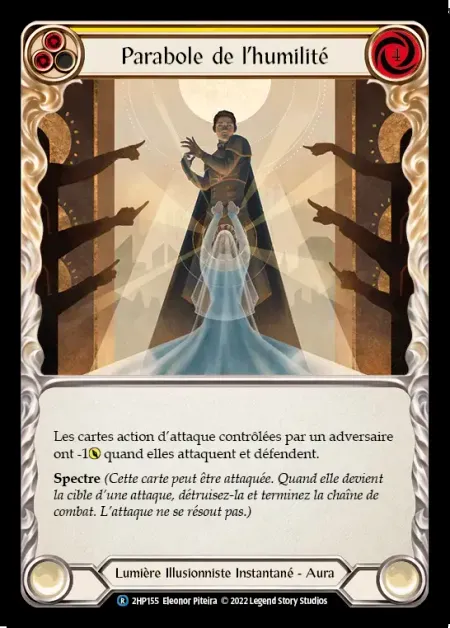 Parabole de l'humilité
4
Les cartes action d'attaque contrôlées par un adversaire
ont -1 quand elles attaquent et défendent.
Spectre (Cette carte peut être attaquée. Quand elle devient
la cible d'une attaque, détruisez-la et terminez la chaîne de
combat. L'attaque ne se résout pas.)
Lumière Illusionniste Instantané - Aura
R 2HP155 Eleonor Piteira © 2022 Legend Story Studios